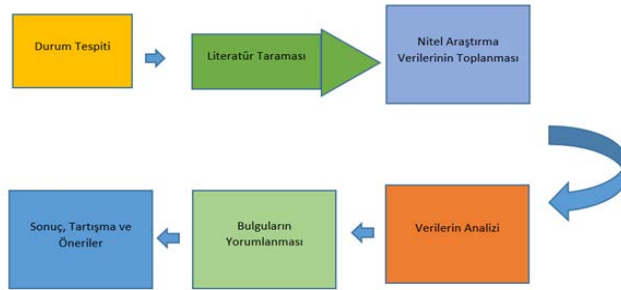 Durum Tespiti
Literatür Taraması
Nitel Araştırma
Verilerinin Toplanması
Verilerin Analizi
Bulguların
Yorumlanması
Sonuç, Tartışma ve
Öneriler